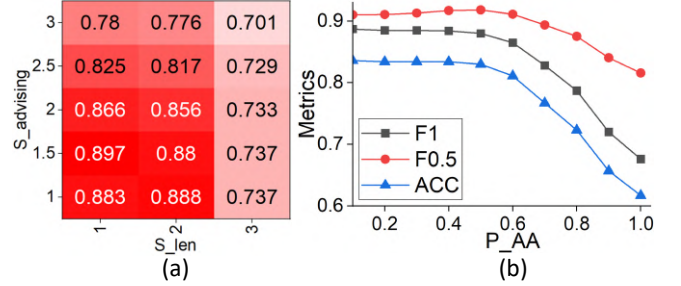 S_advising
3 0.78 0.776 0.701
2.5 0.825 0.817 0.729
2 0.866 0.856 0.733
1.5 0.897 0.88 0.737
1 0.883 0.888 0.737
1 2 3
S_len
(a)
Metrics
0.9
0.8
0.7
0.6
F1
F0.5
ACC
0.2 0.4 0.6 0.8 1.0
P_AA
(b)